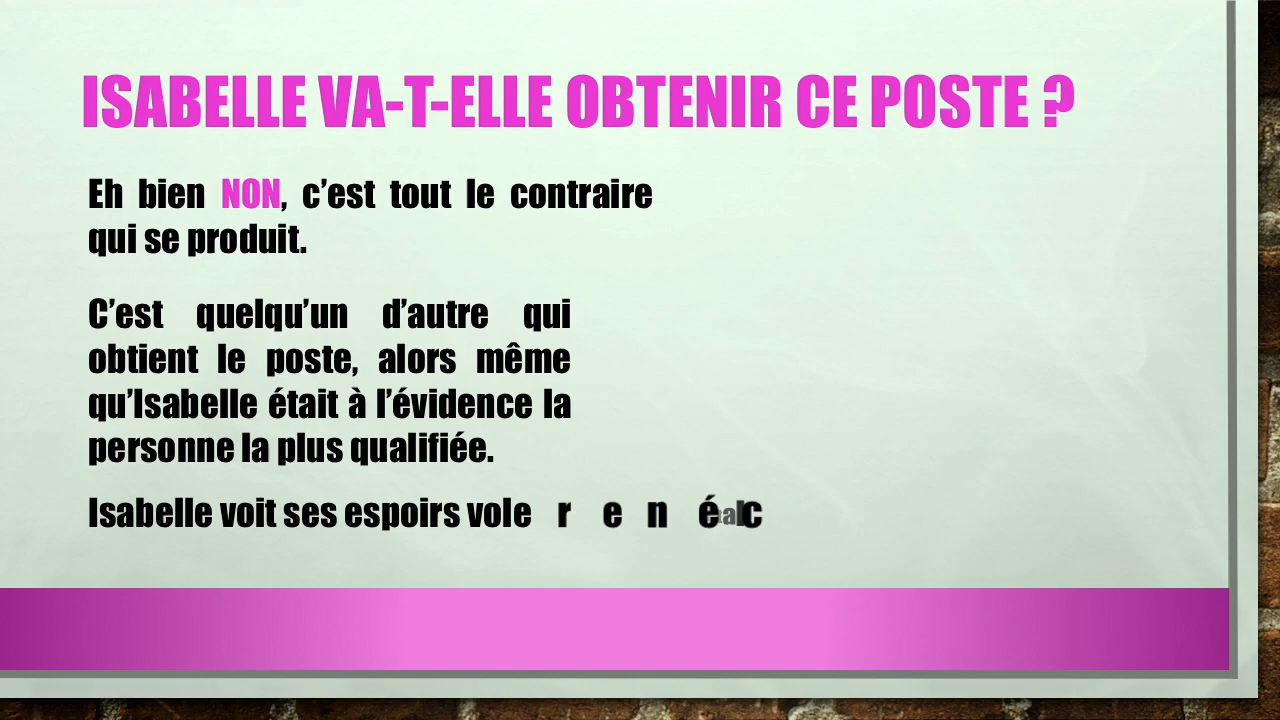 ISABELLE VA-T-ELLE OBTENIR CE POSTE ?
Eh bien NON, c’est tout le contraire
qui se produit.
C’est quelqu’un d’autre qui
obtient le poste, alors même
qu’Isabelle était à l’évidence la
personne la plus qualifiée.
Isabelle voit ses espoirs voler en